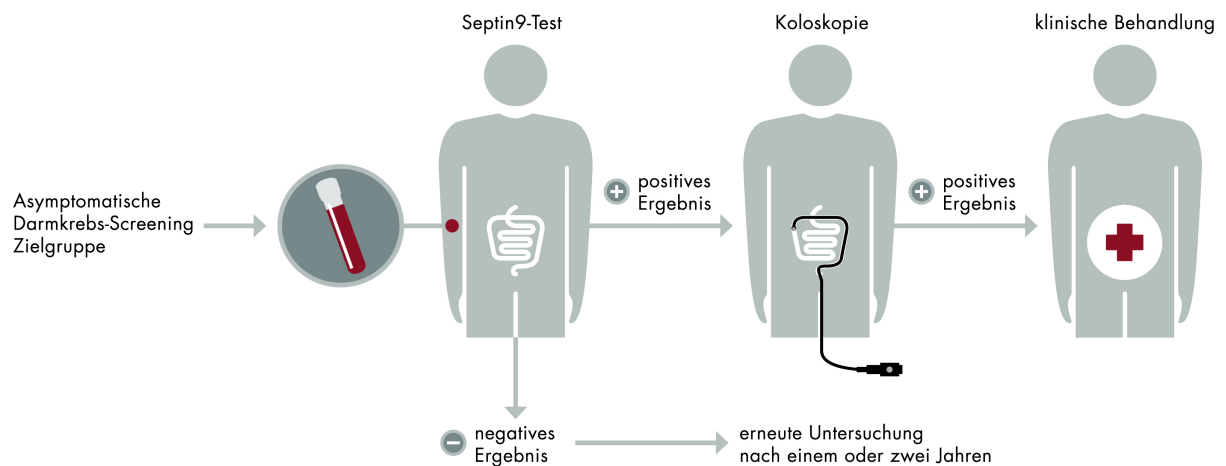 Septin9-Test
Koloskopie
klinische Behandlung
Asymptomatische
Darmkrebs-Screening
Zielgruppe
positives
Ergebnis
positives
Ergebnis
negatives
Ergebnis
erneute Untersuchung
nach einem oder zwei Jahren